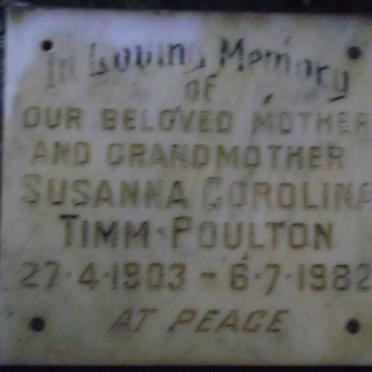 In Loving Memory
OF
OUR BELOVED MOTHER
AND GRANDMOTHER
SUSANNA COROLINA
TIMM-POULTON
27·4·1903 – 6·7·1982
AT PEACE